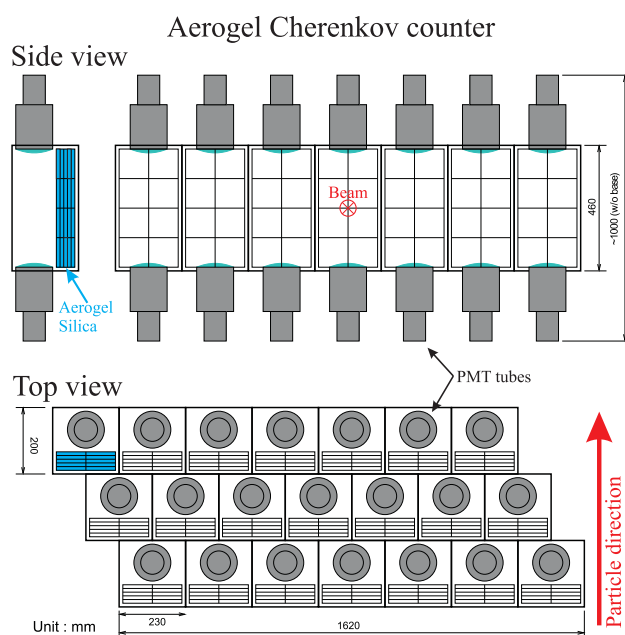 Aerogel Cherenkov counter
Side view
Beam
460
~1000 (w/o base)
Aerogel
Silica
PMT tubes
Top view
200
Particle direction
230
1620
Unit : mm